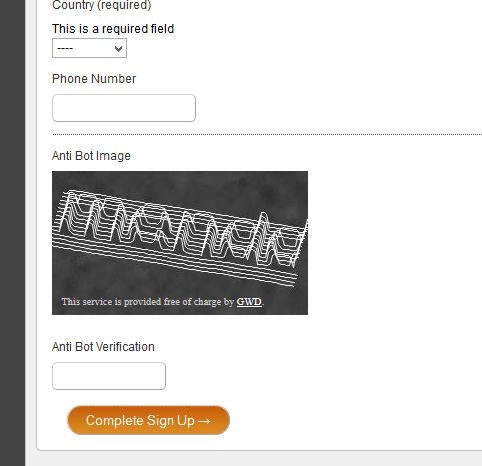 Country (required)
This is a required field
----
Phone Number
Anti Bot Image
This service is provided free of charge by GWD.
Anti Bot Verification
Complete Sign Up →